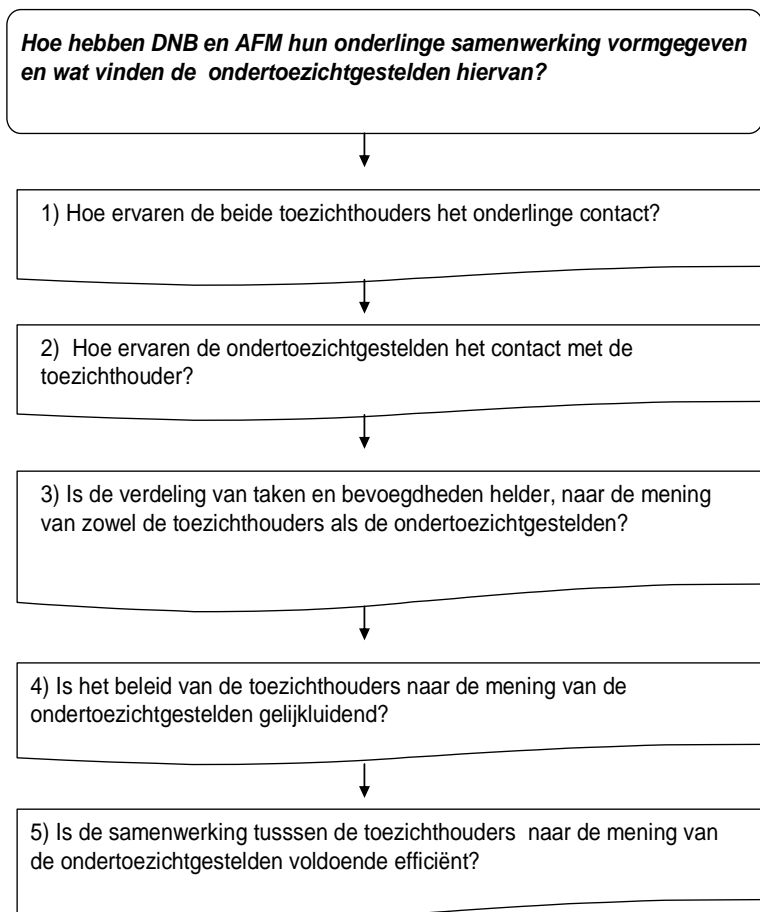 Hoe hebben DNB en AFM hun onderlinge samenwerking vormgegeven
en wat vinden de ondertoezichtgestelden hiervan?
1) Hoe ervaren de beide toezichthouders het onderlinge contact?
2) Hoe ervaren de ondertoezichtgestelden het contact met de
toezichthouder?
3) Is de verdeling van taken en bevoegdheden helder, naar de mening
van zowel de toezichthouders als de ondertoezichtgestelden?
4) Is het beleid van de toezichthouders naar de mening van de
ondertoezichtgestelden gelijkluidend?
5) Is de samenwerking tusssen de toezichthouders naar de mening van
de ondertoezichtgestelden voldoende efficiënt?